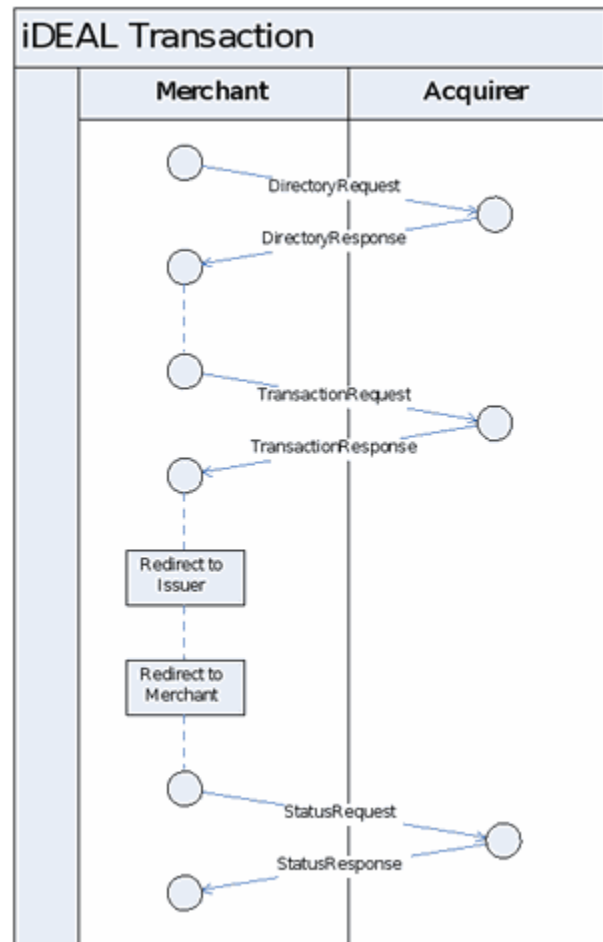 iDEAL Transaction
Merchant
Acquirer
DirectoryRequest
DirectoryResponse
TransactionRequest
TransactionResponse
Redirect to
Issuer
Redirect to
Merchant
StatusRequest
StatusResponse